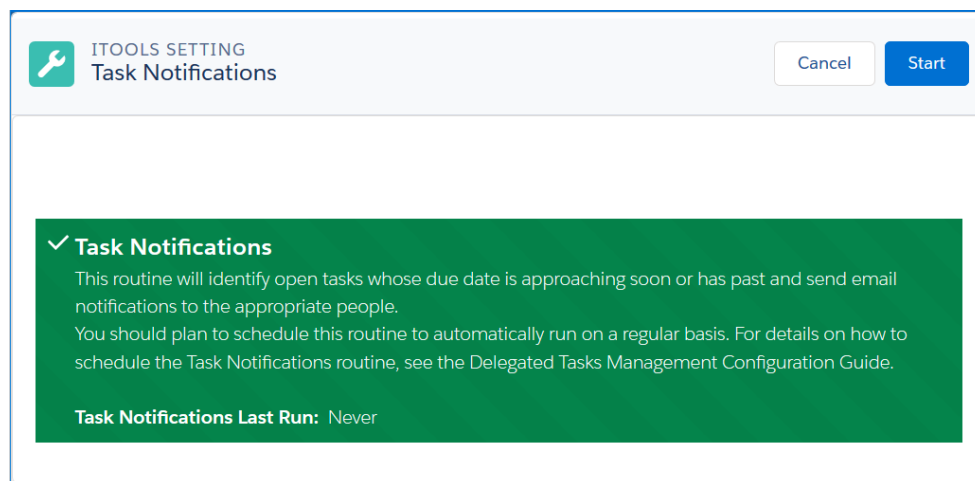 ITOOLS SETTING
Task Notifications
Cancel
Start
Task Notifications
This routine will identify open tasks whose due date is approaching soon or has past and send email
notifications to the appropriate people.
You should plan to schedule this routine to automatically run on a regular basis. For details on how to
schedule the Task Notifications routine, see the Delegated Tasks Management Configuration Guide.
Task Notifications Last Run: Never